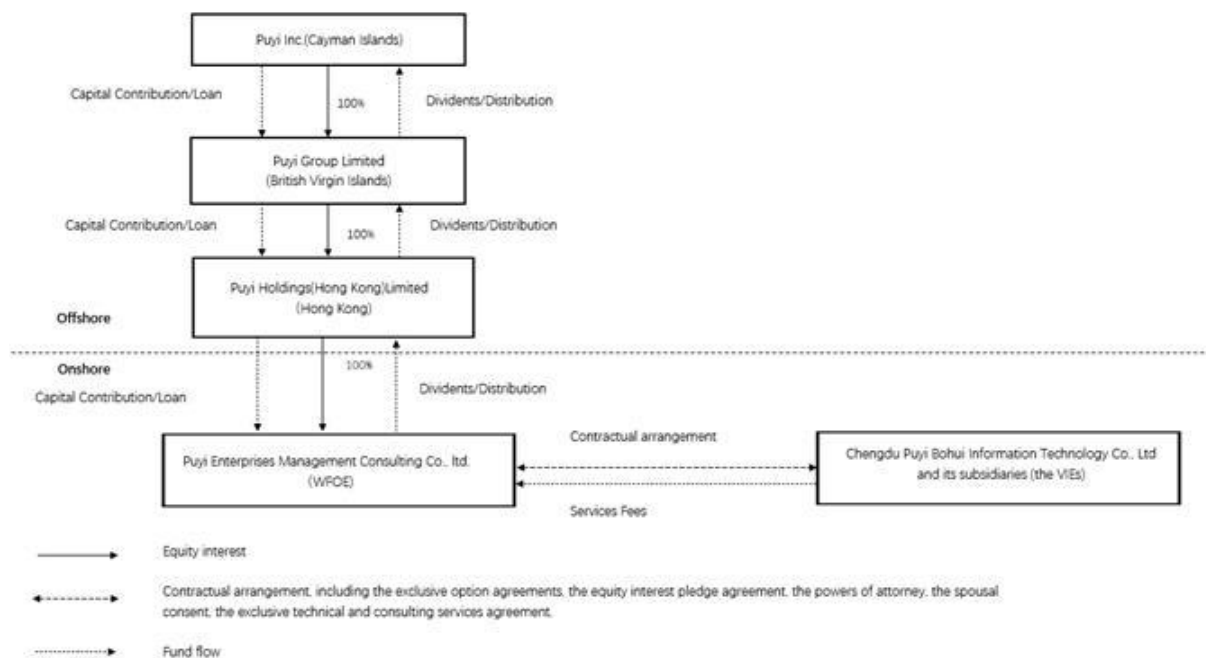 Puyi Inc.(Cayman Islands)
Capital Contribution/Loan
100%
Dividents/Distribution
Puyi Group Limited
(British Virgin Islands)
Capital Contribution/Loan
100%
Dividents/Distribution
Puyi Holdings(Hong Kong)Limited
(Hong Kong)
Offshore
Onshore
100%
Capital Contribution/Loan
Dividents/Distribution
Puyi Enterprises Management Consulting Co., ltd.
(WFOE)
Contractual arrangement
Services Fees
Chengdu Puyi Bohui Information Technology Co., Ltd
and its subsidiaries (the VIEs)
Equity interest
Contractual arrangement, including the exclusive option agreements, the equity interest pledge agreement, the powers of attorney, the spousal
consent, the exclusive technical and consulting services agreement,
Fund flow